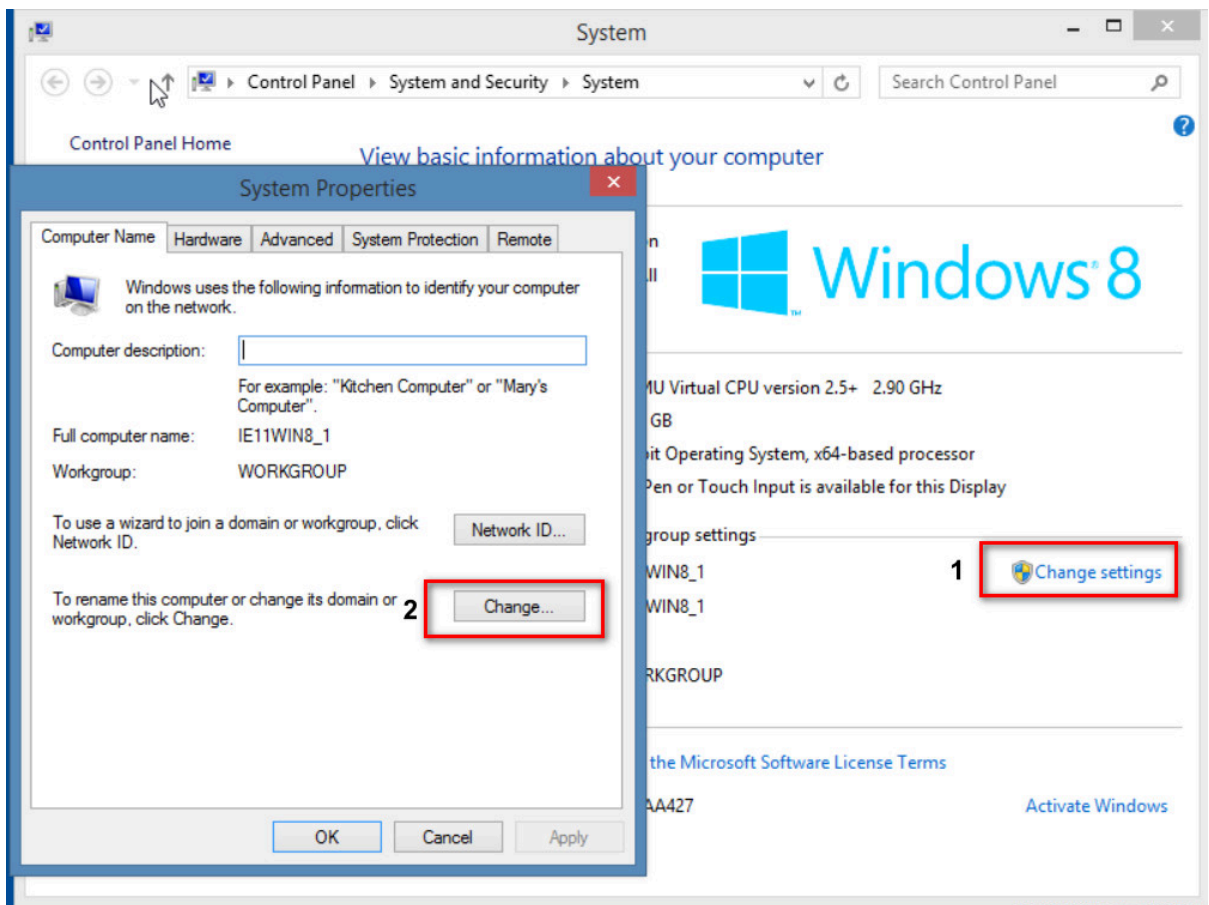 System
Control Panel System and Security System
Search Control Panel
Control Panel Home
View basic information about your computer
System Properties
Computer Name Hardware Advanced System Protection Remote
Windows uses the following information to identify your computer
on the network.
Computer description:
For example: "Kitchen Computer" or "Mary's
Computer".
Full computer name: IE11WIN8_1
Workgroup: WORKGROUP
To use a wizard to join a domain or workgroup, click
Network ID.
Network ID...
To rename this computer or change its domain or
workgroup, click Change.
2
Change...
OK Cancel Apply
Windows 8
TM
MU Virtual CPU version 2.5+ 2.90 GHz
GB
bit Operating System, x64-based processor
Pen or Touch Input is available for this Display
group settings
WIN8_1
1
Change settings
WIN8_1
RKGROUP
the Microsoft Software License Terms
AA427
Activate Windows